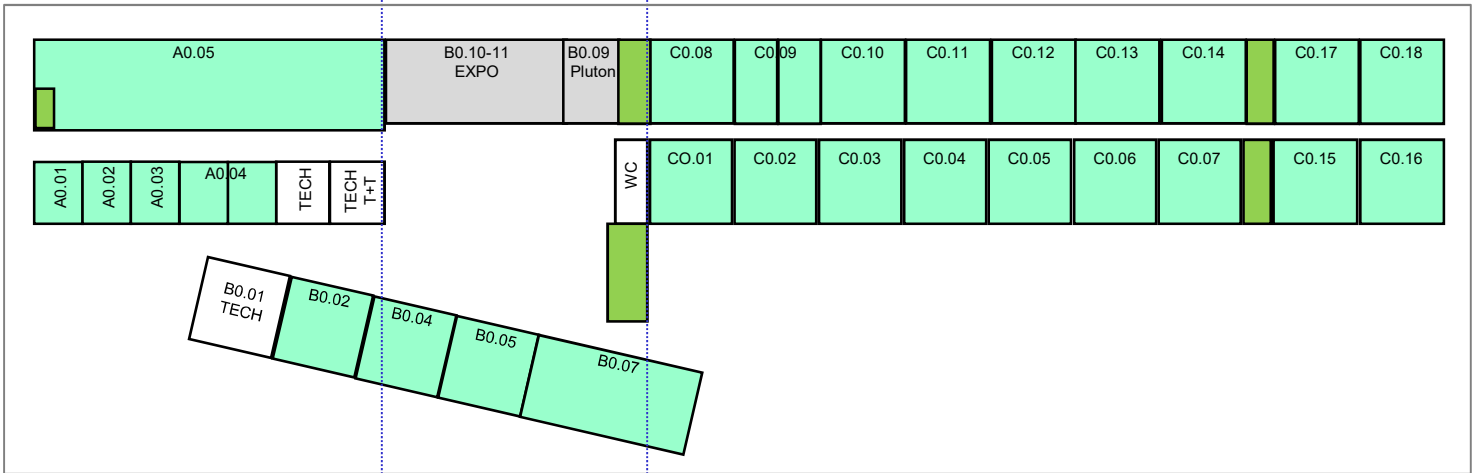 A0.05
B0.10-11
EXPO
B0.09
Pluton
C0.08
C0.09
C0.10
C0.11
C0.12
C0.13
C0.14
C0.17
C0.18
A0.01
A0.02
A0.03
A0.04
TECH
TECH
T+T
WC
CO.01
C0.02
C0.03
C0.04
C0.05
C0.06
C0.07
C0.15
C0.16
B0.01
TECH
B0.02
B0.04
B0.05
B0.07